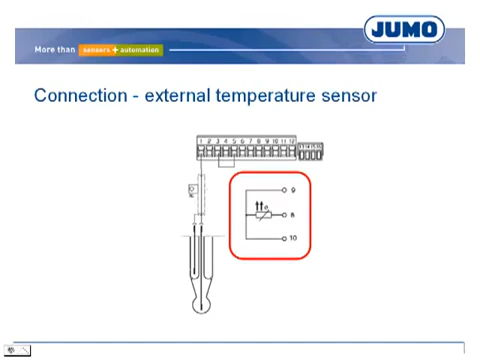 JUMO
More than sensors + automation
Connection - external temperature sensor
1 2 3 4 5 6 7 8 9 10 11 12
9
8
10